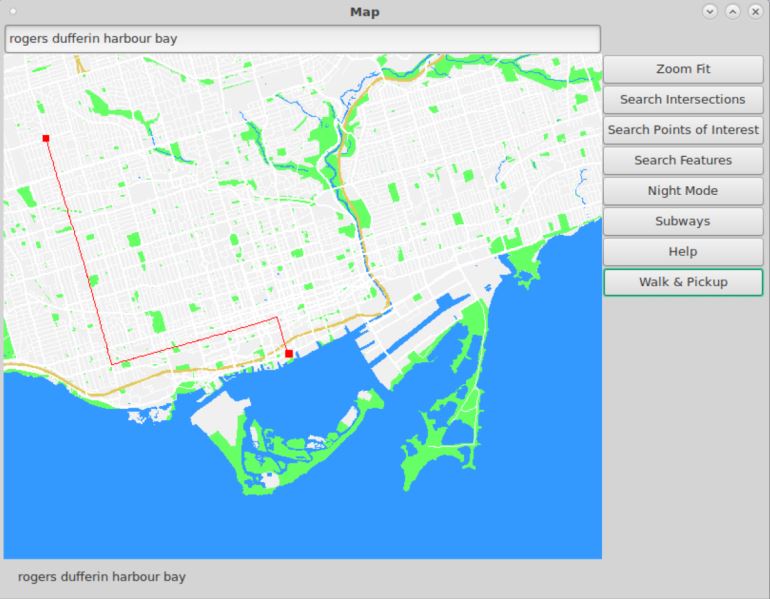 Map
rogers dufferin harbour bay
Zoom Fit
Search Intersections
Search Points of Interest
Search Features
Night Mode
Subways
Help
Walk & Pickup
rogers dufferin harbour bay